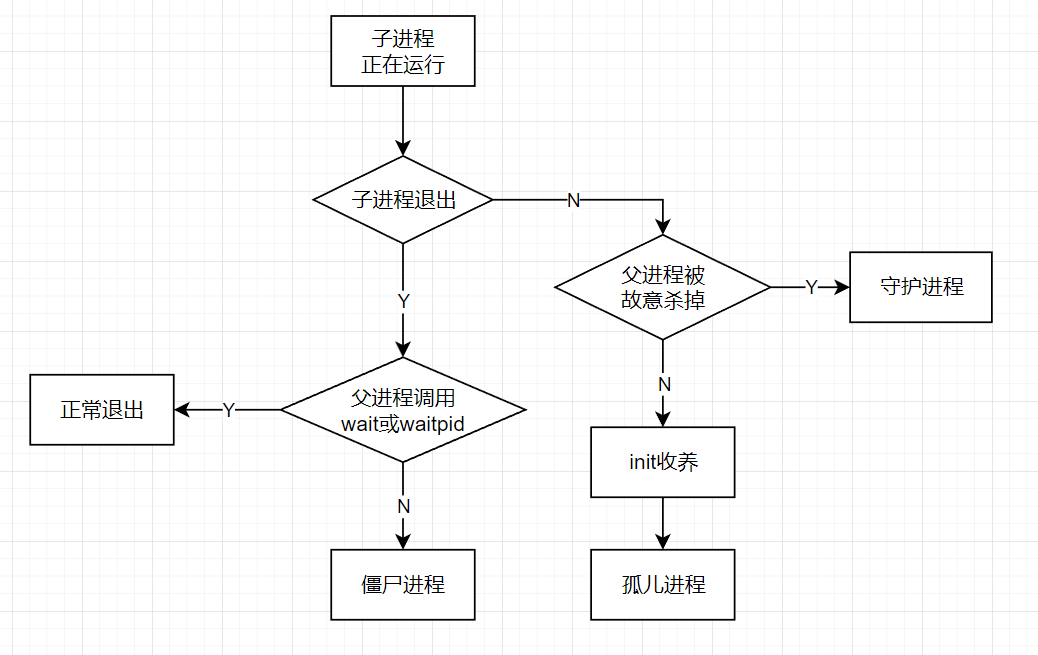 子进程
正在运行
子进程退出
N
父进程被
故意杀掉
Y
守护进程
Y
父进程调用
wait或waitpid
Y
正常退出
N
init收养
N
僵尸进程
孤儿进程